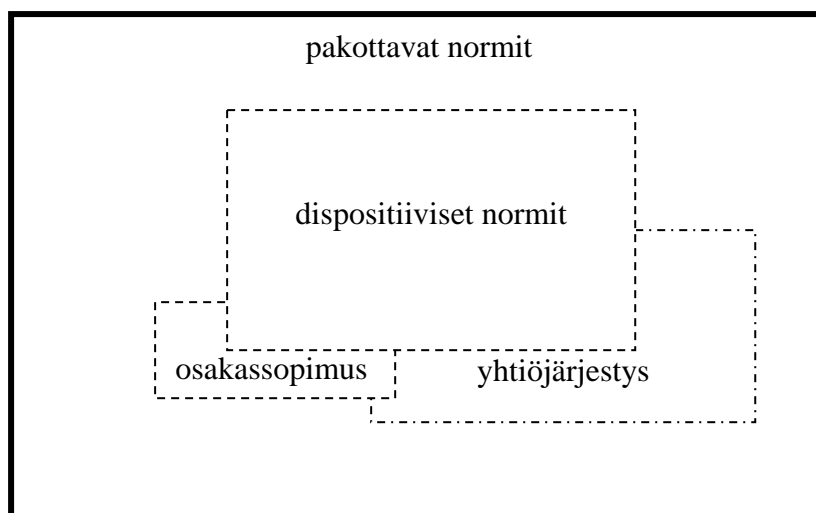 pakottavat normit
dispositiiviset normit
osakassopimus
yhtiöjärjestys